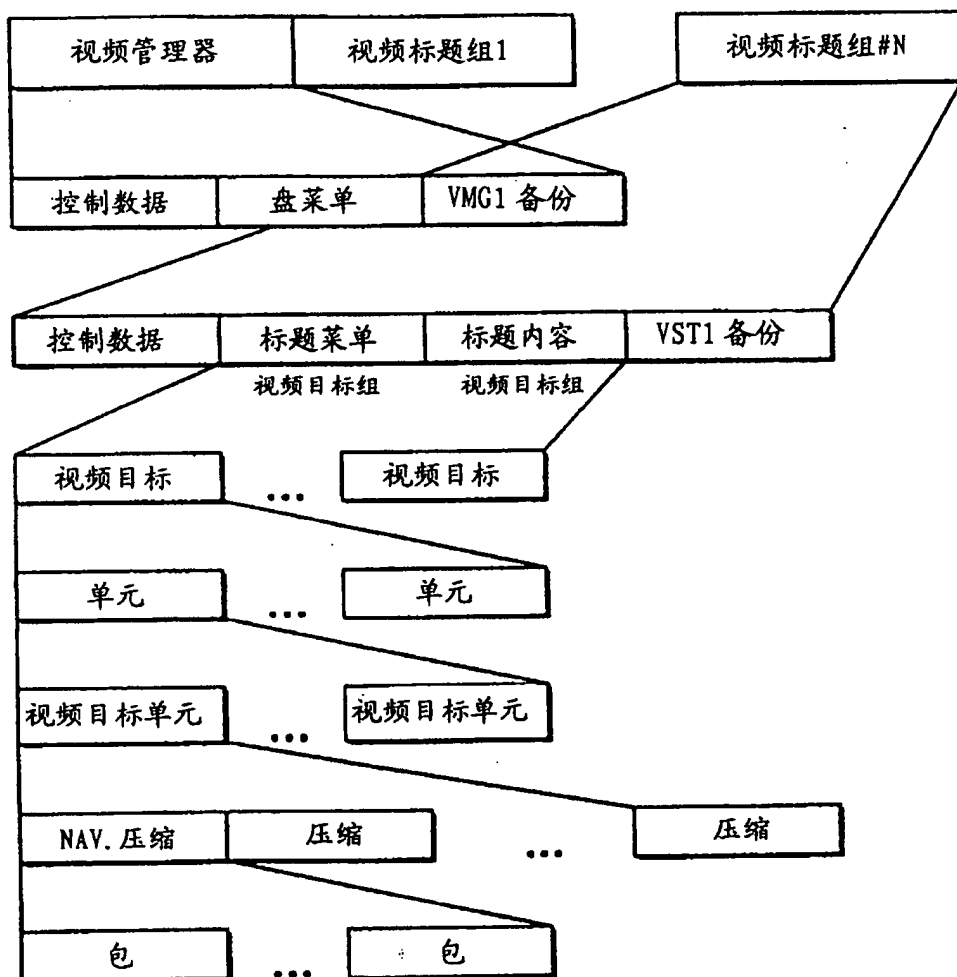 视频管理器 视频标题组1 视频标题组#N
控制数据 盘菜单 VMG1 备份
控制数据 标题菜单 标题内容 VST1 备份
视频目标组 视频目标组
视频目标 ... 视频目标
单元 ... 单元
视频目标单元 ... 视频目标单元
NAV.压缩 压缩 ... 压缩
包 ... 包